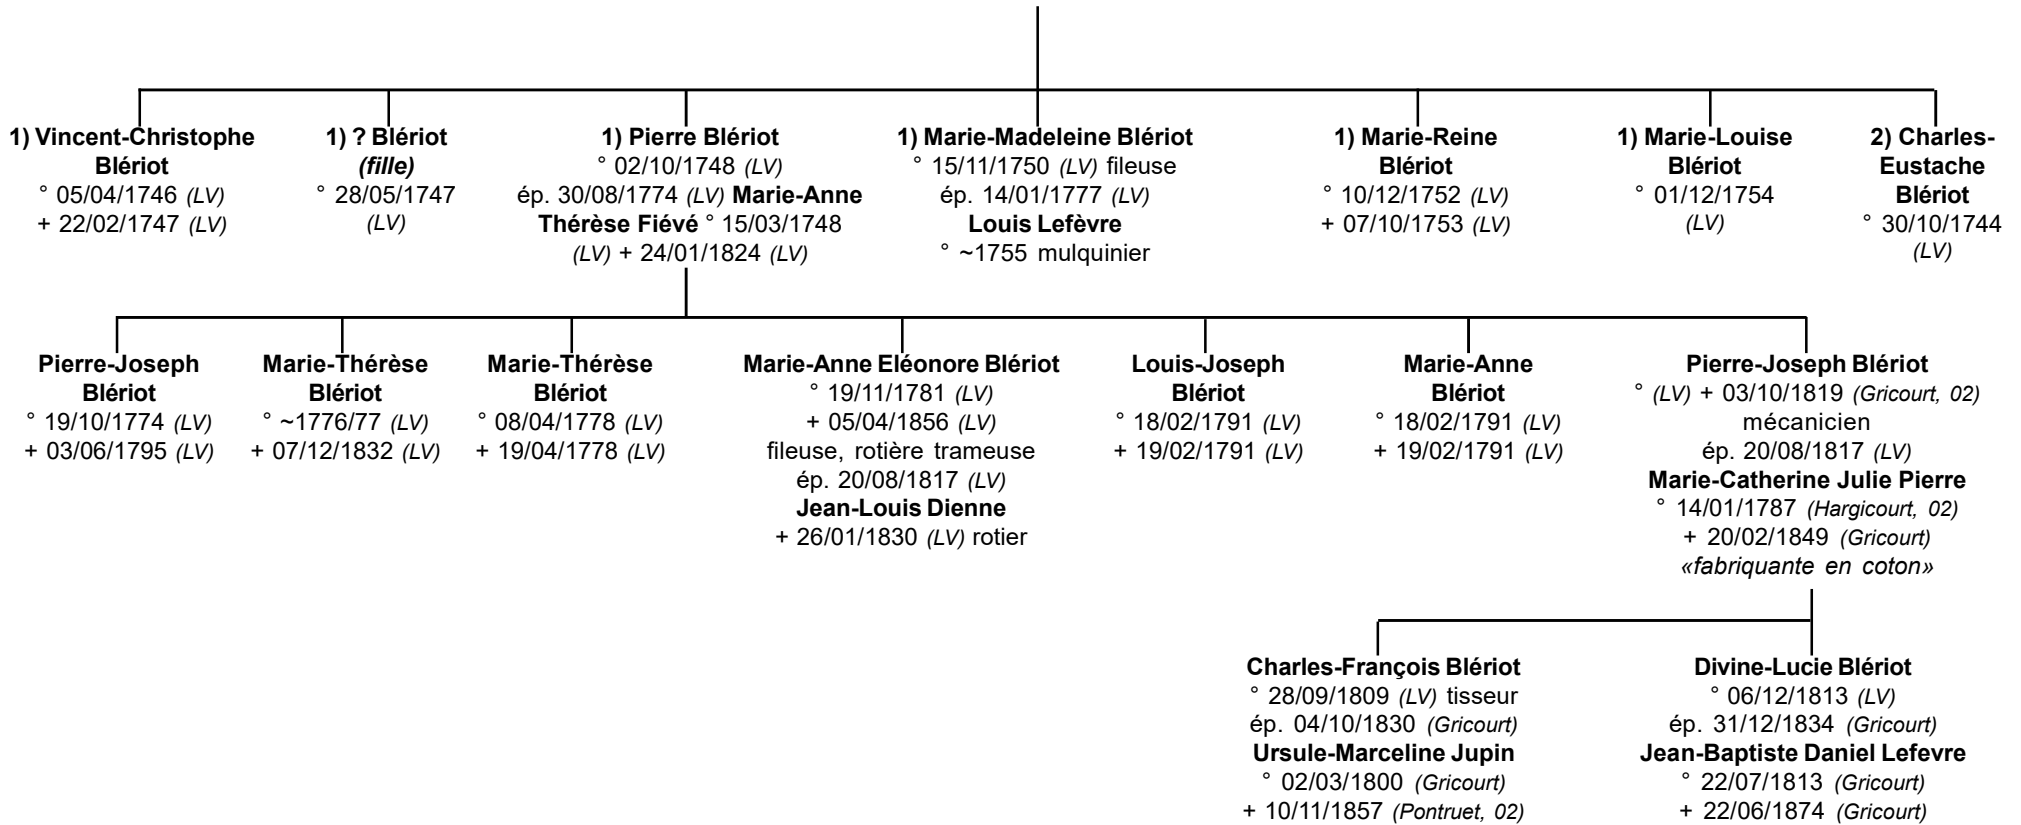 1) Vincent-Christophe
Blériot
° 05/04/1746 (LV)
+ 22/02/1747 (LV)
1) ? Blériot
(fille)
° 28/05/1747
(LV)
1) Pierre Blériot
° 02/10/1748 (LV)
ép. 30/08/1774 (LV) Marie-Anne
Thérèse Fiévé ° 15/03/1748
(LV) + 24/01/1824 (LV)
1) Marie-Madeleine Blériot
° 15/11/1750 (LV) fileuse
ép. 14/01/1777 (LV)
Louis Lefèvre
° ~1755 mulquinier
1) Marie-Reine
Blériot
° 10/12/1752 (LV)
+ 07/10/1753 (LV)
1) Marie-Louise
Blériot
° 01/12/1754
(LV)
2) Charles-
Eustache
Blériot
° 30/10/1744
(LV)
Pierre-Joseph
Blériot
° 19/10/1774 (LV)
+ 03/06/1795 (LV)
Marie-Thérèse
Blériot
° ~1776/77 (LV)
+ 07/12/1832 (LV)
Marie-Thérèse
Blériot
° 08/04/1778 (LV)
+ 19/04/1778 (LV)
Marie-Anne Eléonore Blériot
° 19/11/1781 (LV)
+ 05/04/1856 (LV)
fileuse, rotière trameuse
ép. 20/08/1817 (LV)
Jean-Louis Dienne
+ 26/01/1830 (LV) rotier
Louis-Joseph
Blériot
° 18/02/1791 (LV)
+ 19/02/1791 (LV)
Marie-Anne
Blériot
° 18/02/1791 (LV)
+ 19/02/1791 (LV)
Pierre-Joseph Blériot
° (LV) + 03/10/1819 (Gricourt, 02)
mécanicien
ép. 20/08/1817 (LV)
Marie-Catherine Julie Pierre
° 14/01/1787 (Hargicourt, 02)
+ 20/02/1849 (Gricourt)
«fabriquante en coton»
Charles-François Blériot
° 28/09/1809 (LV) tisseur
ép. 04/10/1830 (Gricourt)
Ursule-Marceline Jupin
° 02/03/1800 (Gricourt)
+ 10/11/1857 (Pontruet, 02)
Divine-Lucie Blériot
° 06/12/1813 (LV)
ép. 31/12/1834 (Gricourt)
Jean-Baptiste Daniel Lefevre
° 22/07/1813 (Gricourt)
+ 22/06/1874 (Gricourt)